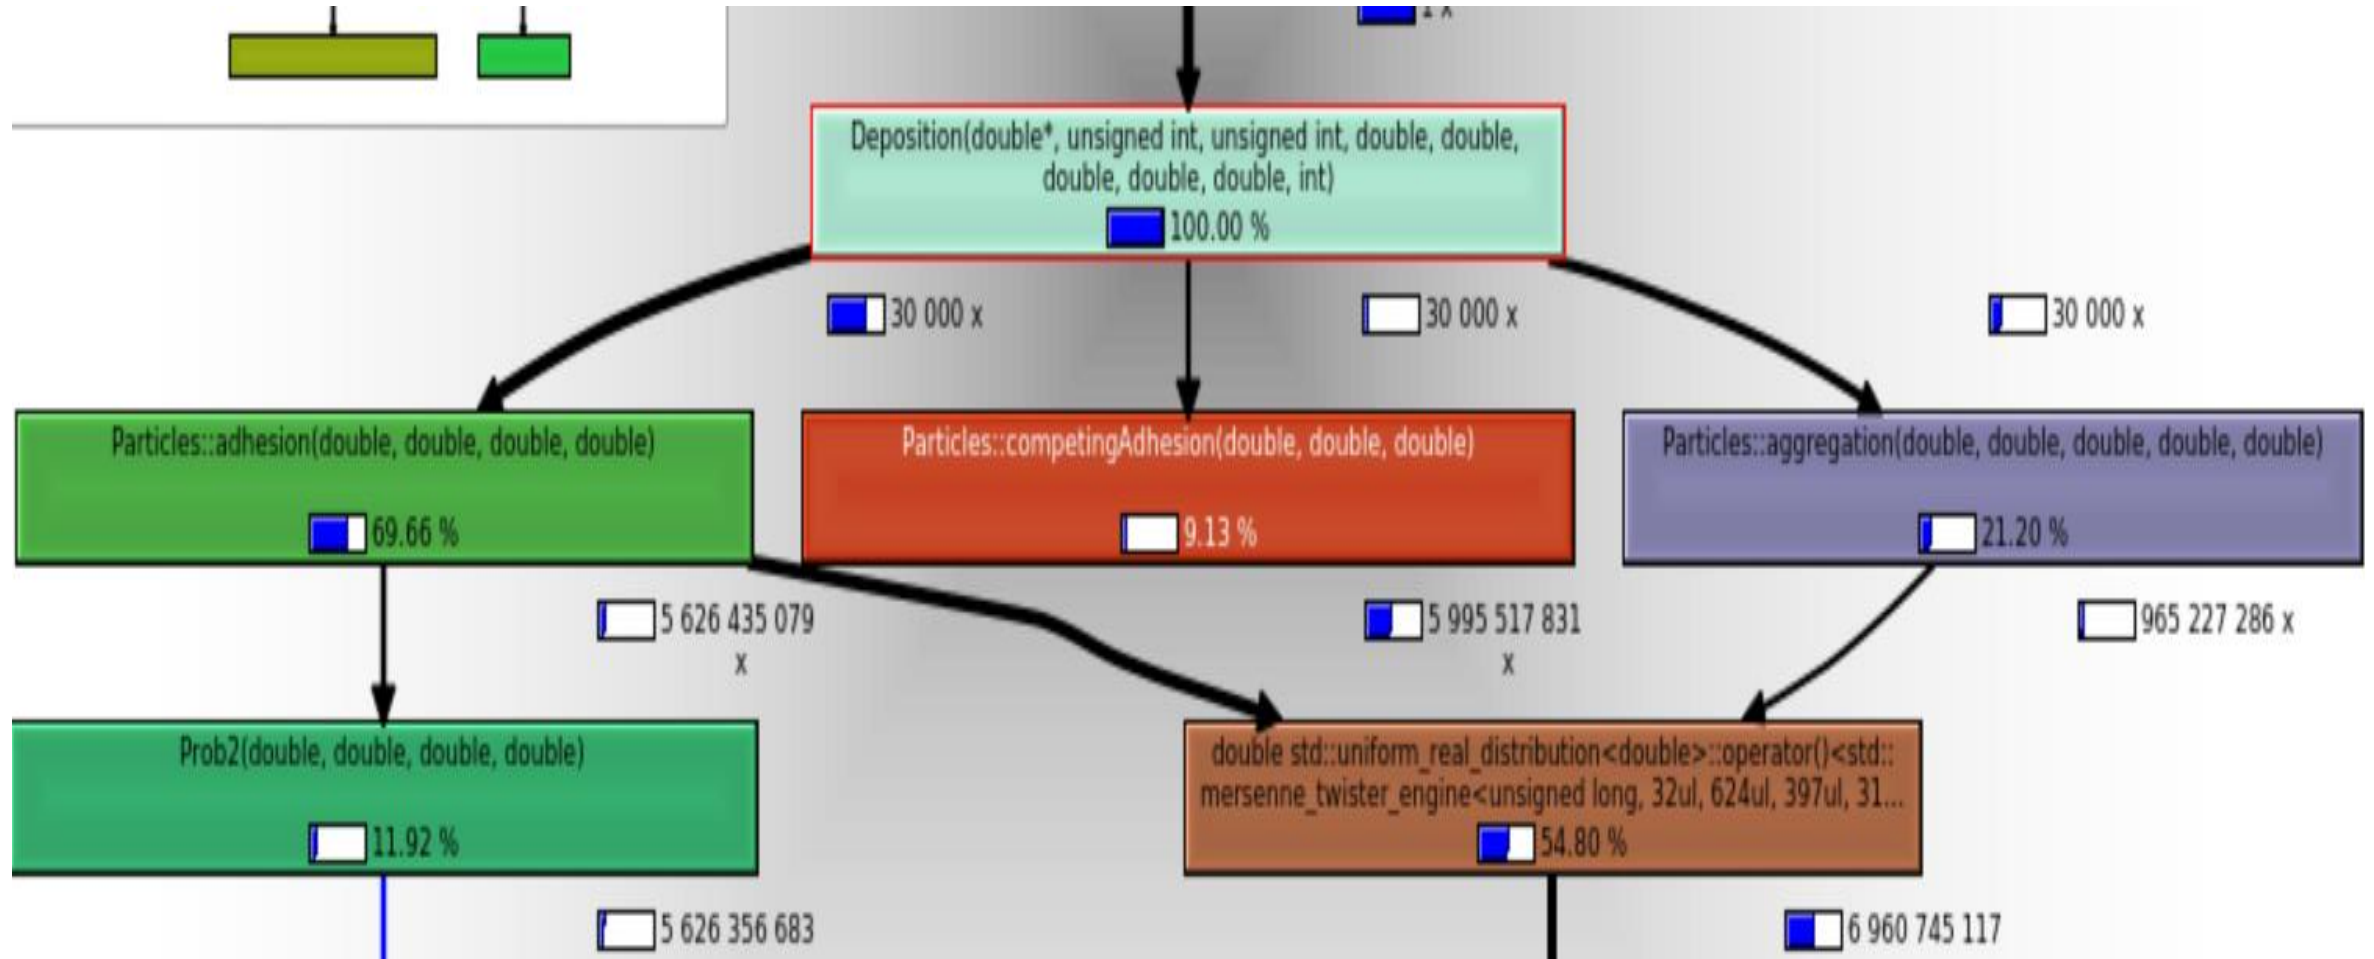 1 x
Deposition(double*, unsigned int, unsigned int, double, double,
double, double, double, int)
100.00 %
30 000 x
30 000 x
30 000 x
Particles::adhesion(double, double, double, double)
69.66 %
Particles::competingAdhesion(double, double, double)
9.13 %
Particles::aggregation(double, double, double, double, double)
21.20 %
5 626 435 079
x
5 995 517 831
x
965 227 286 x
Prob2(double, double, double, double)
11.92 %
double std::uniform_real_distribution<double>::operator()<std::
mersenne_twister_engine<unsigned long, 32ul, 624ul, 397ul, 31...
54.80 %
5 626 356 683
6 960 745 117